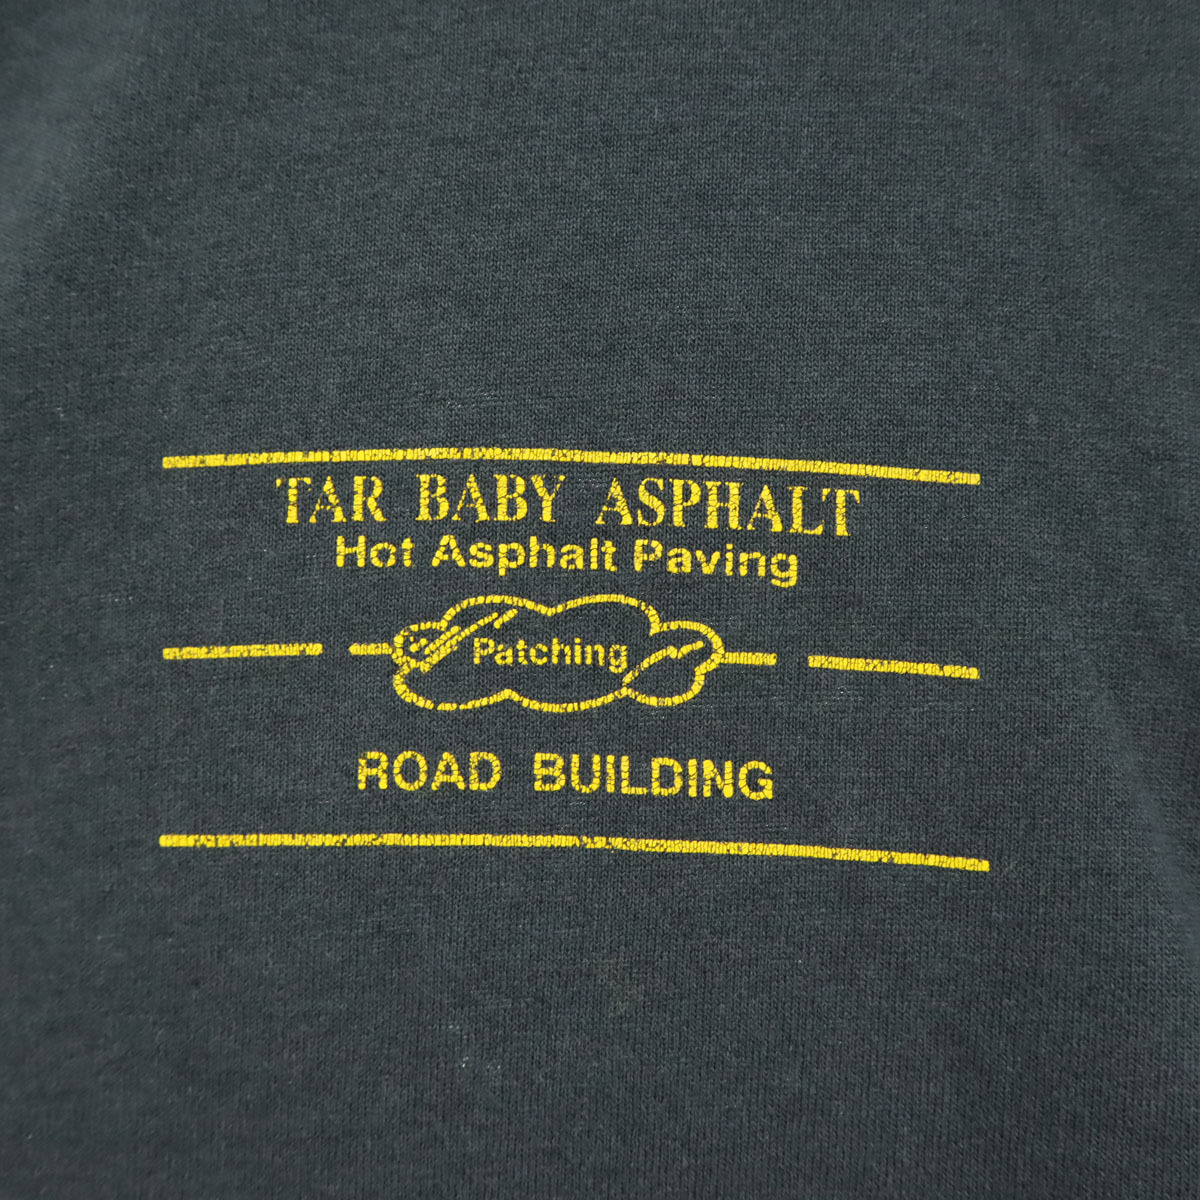 TAR BABY ASPHALT
Hot Asphalt Paving
Patching
ROAD BUILDING